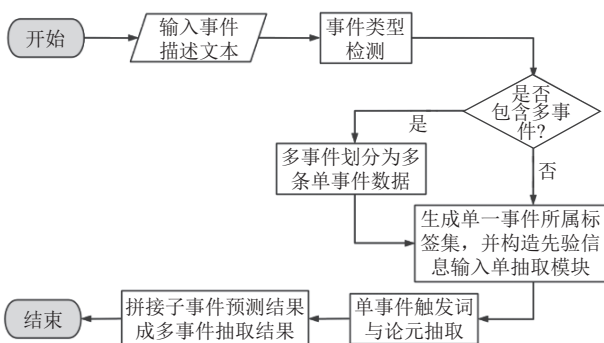 开始
输入事件
描述文本
事件类型
检测
是否
包含多事
件?
是
否
多事件划分为多
条单事件数据
生成单一事件所属标
签集，并构造先验信
息输入单抽取模块
单事件触发词
与论元抽取
拼接子事件预测结果
成多事件抽取结果
结束